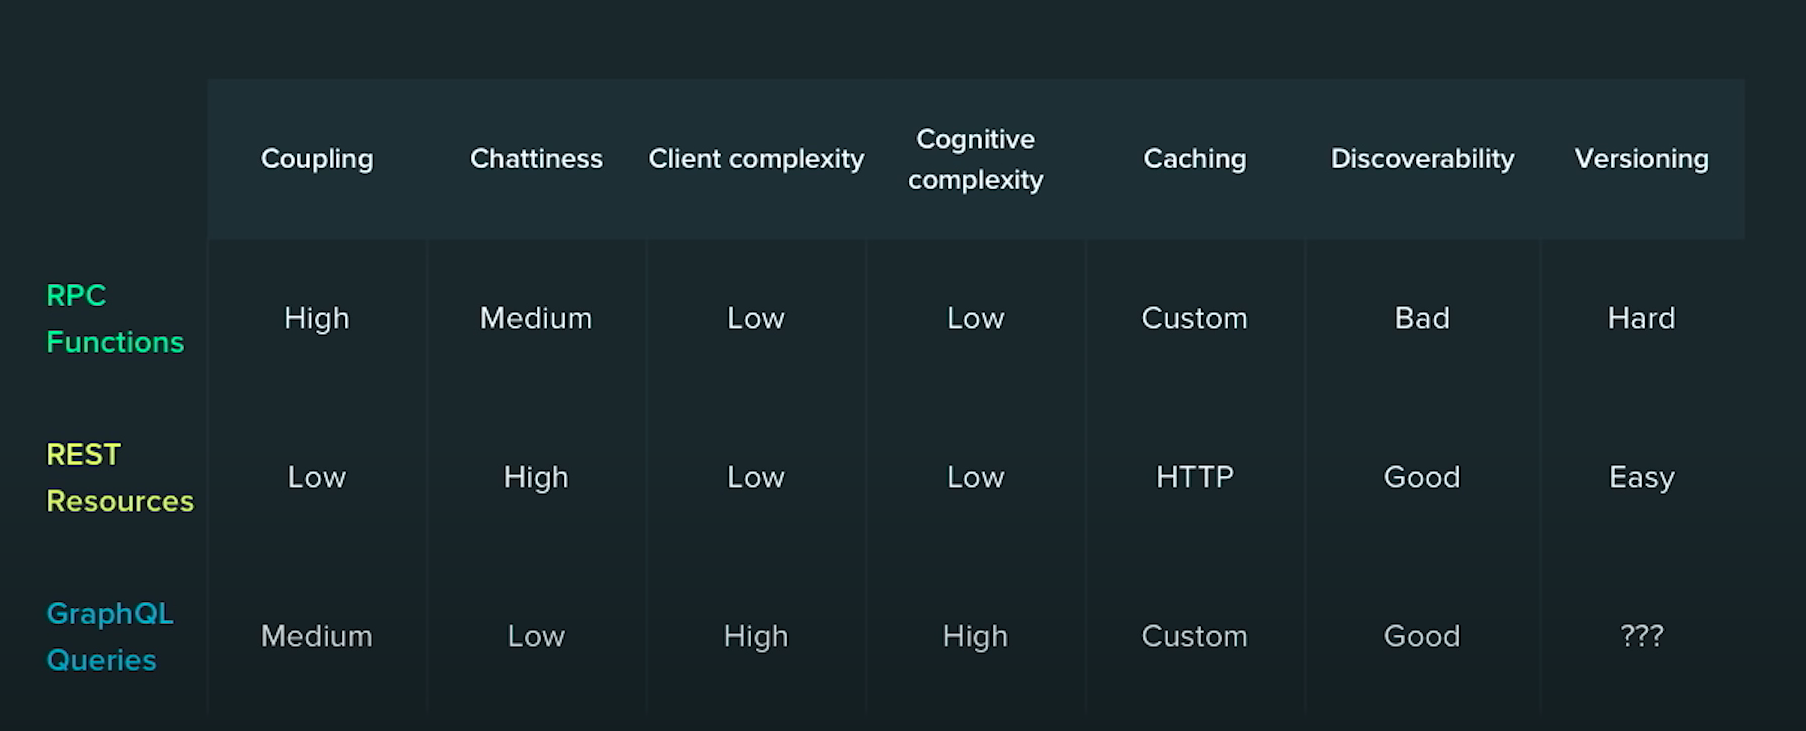 Coupling Chattiness Client complexity Cognitive complexity Caching Discoverability Versioning
RPC Functions High Medium Low Low Custom Bad Hard
REST Resources Low High Low Low HTTP Good Easy
GraphQL Queries Medium Low High High Custom Good ???